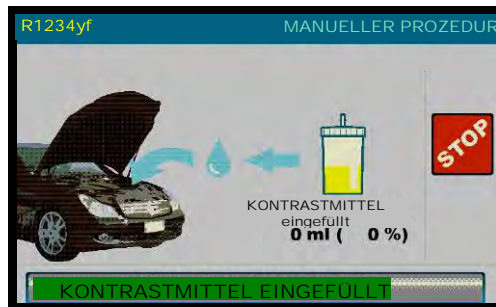 R1234yf MANUELLER PROZEDUR
STOP
KONTRASTMITTEL
eingefüllt
0 ml ( 0 %)
KONTRASTMITTEL EINGEFÜLLT